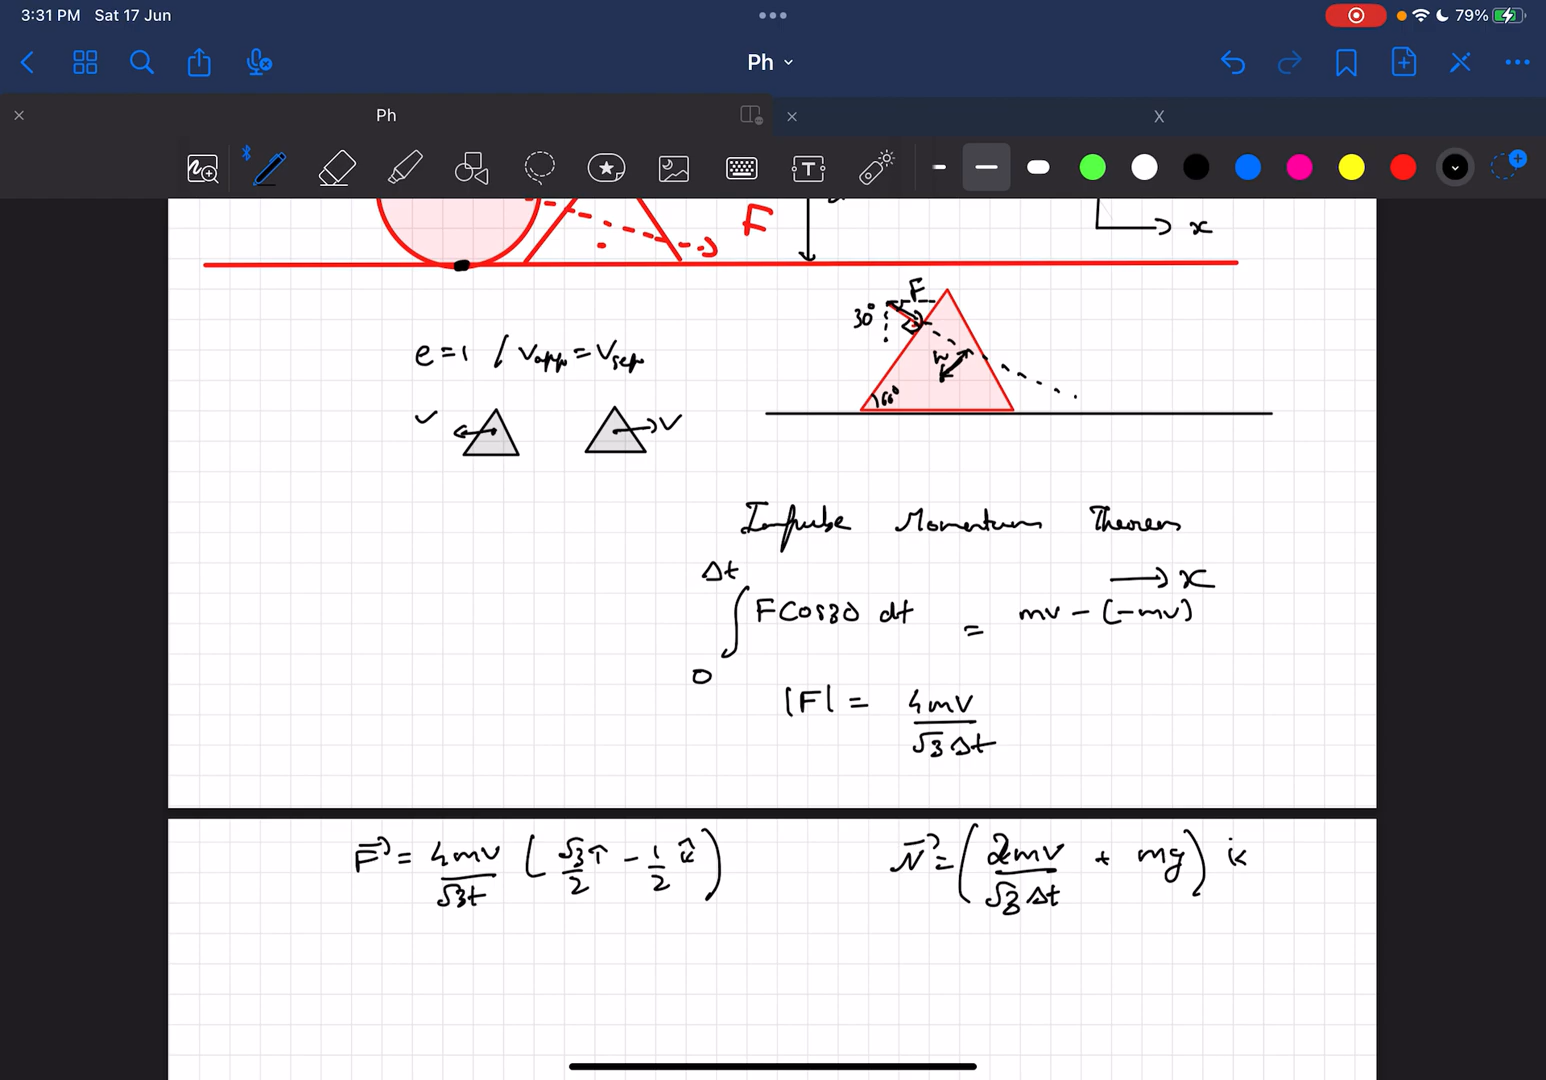 3:31 PM Sat 17 Jun
79%
Ph
Ph
X
T
F
x
F
30°
h
60°
e=1 / Vapp = Vsep
v
v
Impulse Momentum Theorem
→ x
∫₀^Δt F Cos30 dt = mv - (-mv)
|F| = 4mv / √3 Δt
F⃗ = 4mv/√3t (√3/2 î - 1/2 k̂)
N⃗ = (2mv/√3 Δt + mg) k